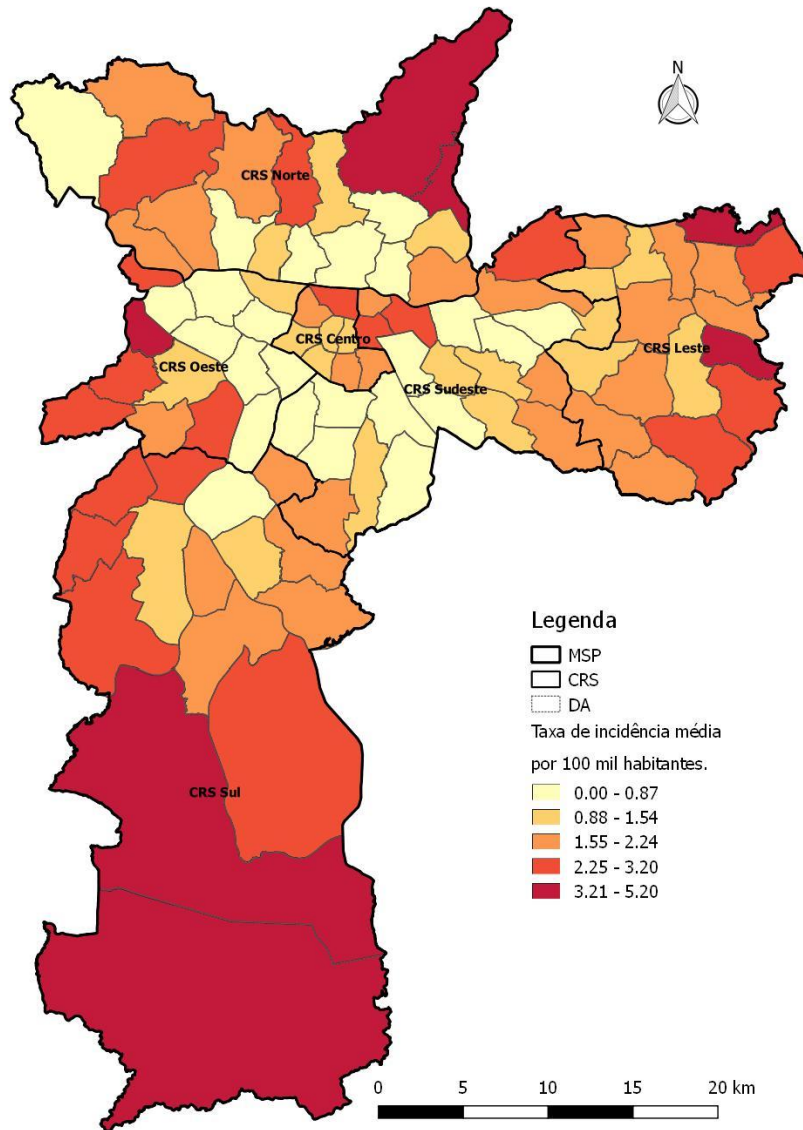 N
CRS Norte
CRS Centro
CRS Leste
CRS Oeste
CRS Sudeste
CRS Sul
Legenda
MSP
CRS
DA
Taxa de incidência média
por 100 mil habitantes.
0.00 - 0.87
0.88 - 1.54
1.55 - 2.24
2.25 - 3.20
3.21 - 5.20
0 5 10 15 20 km